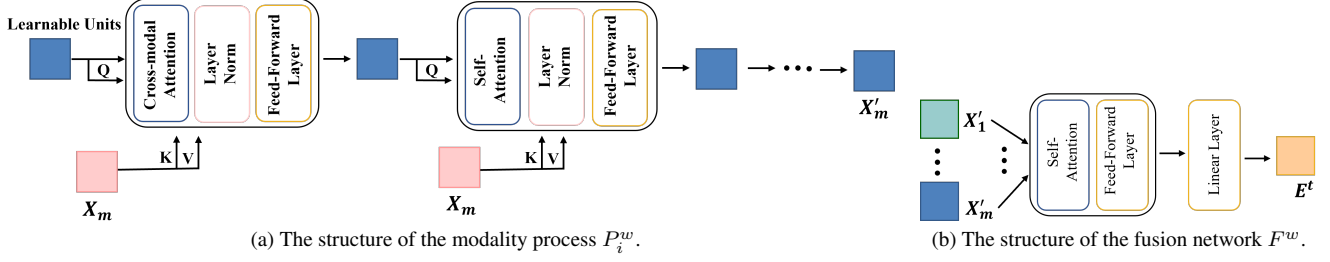 Learnable Units
Q
Cross-modal
Attention
Layer
Norm
Feed-Forward
Layer
K
V
X_m
Q
Self-
Attention
Layer
Norm
Feed-Forward
Layer
K
V
X_m
X'_m
(a) The structure of the modality process P_i^w.
X'_1
X'_m
Self-
Attention
Feed-Forward
Layer
Linear Layer
E^t
(b) The structure of the fusion network F^w.